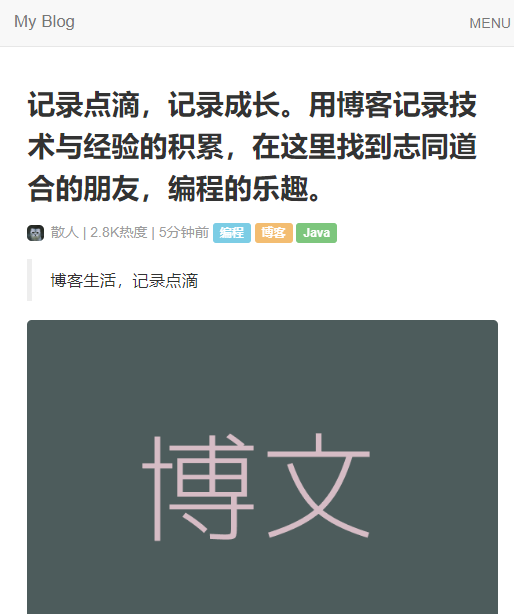 My Blog
MENU
记录点滴，记录成长。用博客记录技
术与经验的积累，在这里找到志同道
合的朋友，编程的乐趣。
散人 | 2.8K热度 | 5分钟前 编程 博客 Java
博客生活，记录点滴
博文